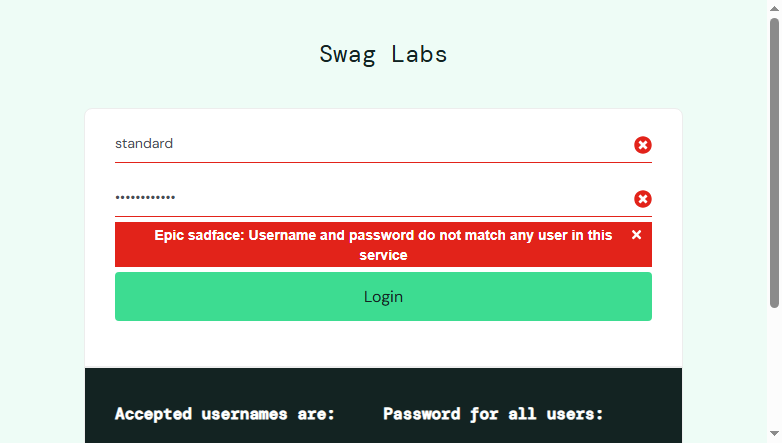 Swag Labs
standard
••••••••••••
Epic sadface: Username and password do not match any user in this
service
Login
Accepted usernames are:
Password for all users: